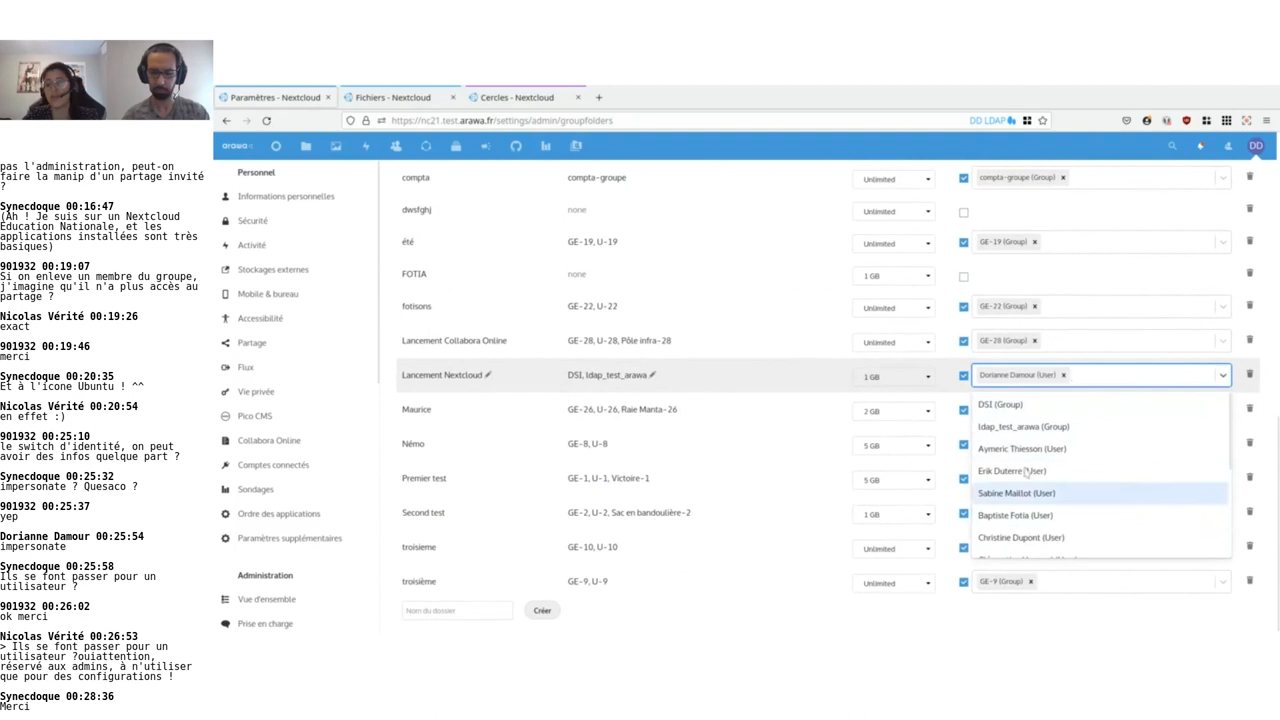 pas l'administration, peut-on
faire la manip d'un partage invité
?
Synecdoque 00:16:47
(Ah ! Je suis sur un Nextcloud
Éducation Nationale, et les
applications installées sont très
basiques)
901932 00:19:07
Si on enleve un membre du groupe,
j'imagine qu'il n'a plus accès au
partage ?
Nicolas Vérité 00:19:26
exact
901932 00:19:46
merci
Synecdoque 00:20:35
Et à l'icone Ubuntu ! ^^
Nicolas Vérité 00:20:54
en effet :)
901932 00:25:10
le switch d'identité, on peut
avoir des infos quelque part ?
Synecdoque 00:25:32
impersonate ? Quesaco ?
901932 00:25:37
yep
Dorianne Damour 00:25:54
impersonate
Synecdoque 00:25:58
Ils se font passer pour un
utilisateur ?
901932 00:26:02
ok merci
Nicolas Vérité 00:26:53
> Ils se font passer pour un
utilisateur ?ouiattention,
réservé aux admins, à n'utiliser
que pour des configurations !
Synecdoque 00:28:36
Merci
Paramètres - Nextcloud × Fichiers - Nextcloud × Cercles - Nextcloud × +
https://nc21.test.arawa.fr/settings/admin/groupfolders DD LDAP
arawa DD
Personnel
Informations personnelles
Sécurité
Activité
Stockages externes
Mobile & bureau
Accessibilité
Partage
Flux
Vie privée
Pico CMS
Collabora Online
Comptes connectés
Sondages
Ordre des applications
Paramètres supplémentaires
Administration
Vue d'ensemble
Prise en charge
compta compta-groupe Unlimited compta-groupe (Group) ×
dwsfghj none Unlimited
été GE-19, U-19 Unlimited GE-19 (Group) ×
FOTIA none 1 GB
fotisons GE-22, U-22 Unlimited GE-22 (Group) ×
Lancement Collabora Online GE-28, U-28, Pôle infra-28 Unlimited GE-28 (Group) ×
Lancement Nextcloud DSI, ldap_test_arawa 1 GB Dorianne Damour (User) ×
Maurice GE-26, U-26, Raie Manta-26 2 GB
Némo GE-8, U-8 5 GB
Premier test GE-1, U-1, Victoire-1 5 GB
Second test GE-2, U-2, Sac en bandoulière-2 1 GB
troisieme GE-10, U-10 Unlimited
troisième GE-9, U-9 Unlimited GE-9 (Group) ×
DSI (Group)
ldap_test_arawa (Group)
Aymeric Thiesson (User)
Erik Duterre (User)
Sabine Maillot (User)
Baptiste Fotia (User)
Christine Dupont (User)
Nom du dossier Créer